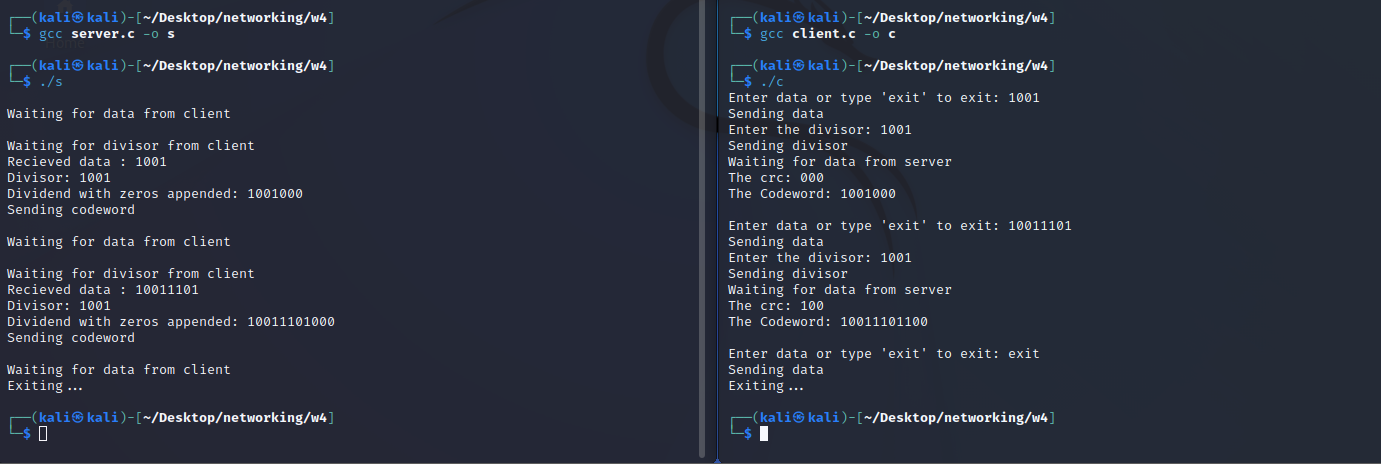 ┌──(kali㉿kali)-[~/Desktop/networking/w4]
└─$ gcc server.c -o s
┌──(kali㉿kali)-[~/Desktop/networking/w4]
└─$ ./s
Waiting for data from client
Waiting for divisor from client
Recieved data : 1001
Divisor: 1001
Dividend with zeros appended: 1001000
Sending codeword
Waiting for data from client
Waiting for divisor from client
Recieved data : 10011101
Divisor: 1001
Dividend with zeros appended: 10011101000
Sending codeword
Waiting for data from client
Exiting...
┌──(kali㉿kali)-[~/Desktop/networking/w4]
└─$
┌──(kali㉿kali)-[~/Desktop/networking/w4]
└─$ gcc client.c -o c
┌──(kali㉿kali)-[~/Desktop/networking/w4]
└─$ ./c
Enter data or type 'exit' to exit: 1001
Sending data
Enter the divisor: 1001
Sending divisor
Waiting for data from server
The crc: 000
The Codeword: 1001000
Enter data or type 'exit' to exit: 10011101
Sending data
Enter the divisor: 1001
Sending divisor
Waiting for data from server
The crc: 100
The Codeword: 10011101100
Enter data or type 'exit' to exit: exit
Sending data
Exiting...
┌──(kali㉿kali)-[~/Desktop/networking/w4]
└─$